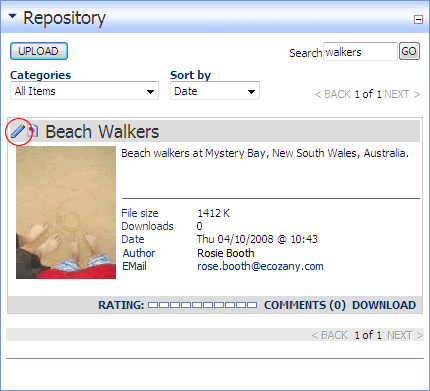 Repository
UPLOAD
Search walkers GO
Categories Sort by
All Items Date
< BACK 1 of 1 NEXT >
Beach Walkers
Beach walkers at Mystery Bay, New South Wales, Australia.
File size 1412 K
Downloads 0
Date Thu 04/10/2008 @ 10:43
Author Rosie Booth
EMail rose.booth@ecozany.com
RATING: COMMENTS (0) DOWNLOAD
< BACK 1 of 1 NEXT >